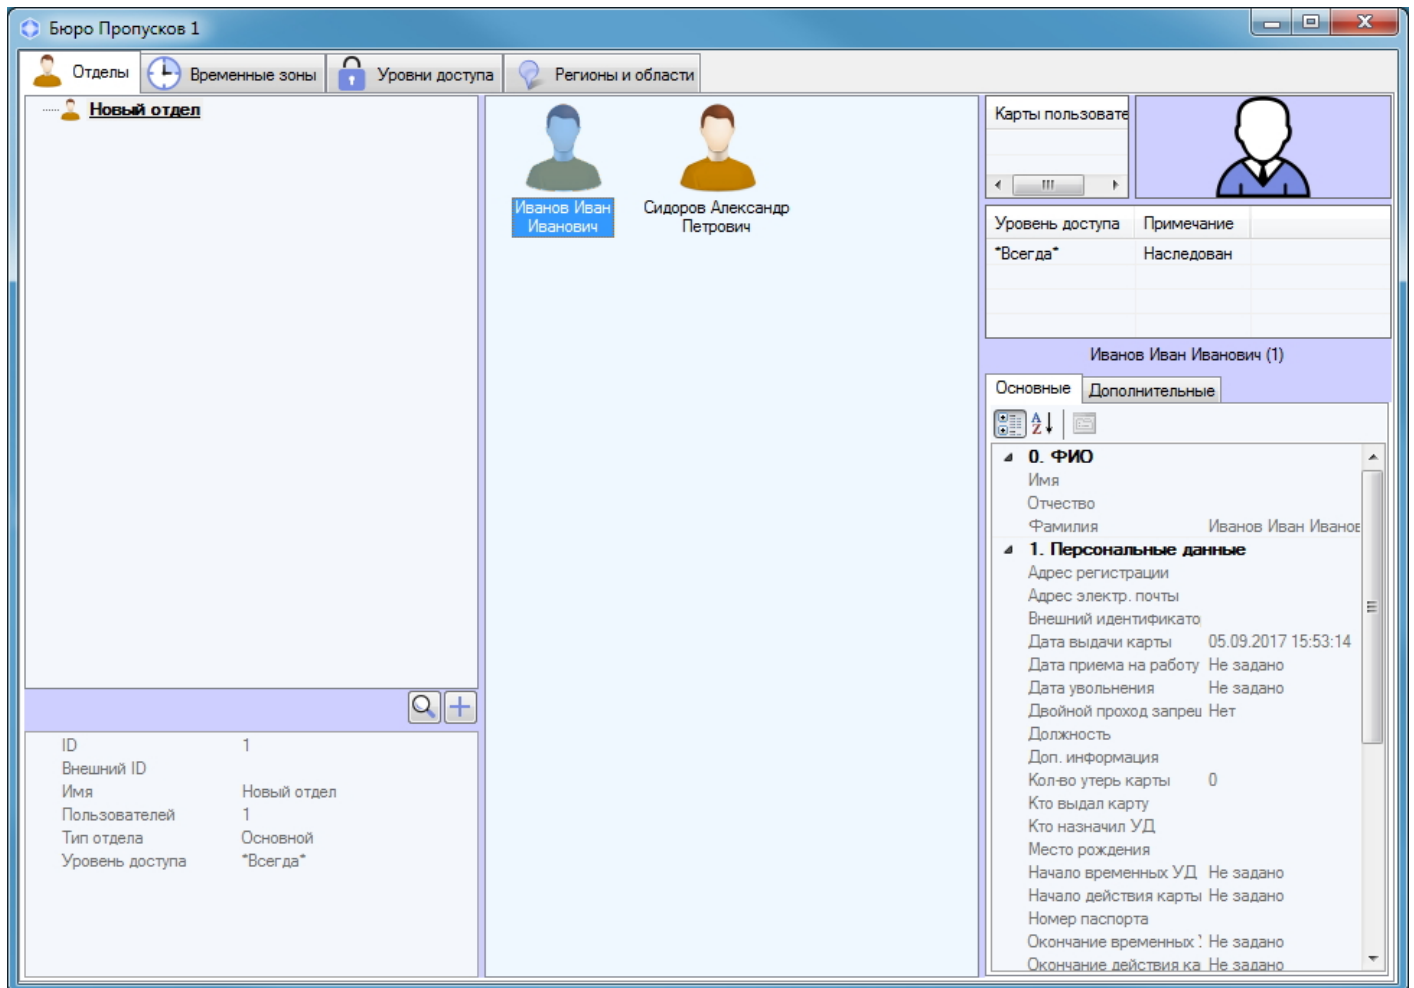 Бюро Пропусков 1
Отделы
Временные зоны
Уровни доступа
Регионы и области
Новый отдел
Иванов Иван
Иванович
Сидоров Александр
Петрович
Карты пользовате
Уровень доступа Примечание
*Всегда* Наследован
Иванов Иван Иванович (1)
Основные Дополнительные
0. ФИО
Имя
Отчество
Фамилия Иванов Иван Иванов
1. Персональные данные
Адрес регистрации
Адрес электр. почты
Внешний идентификато
Дата выдачи карты 05.09.2017 15:53:14
Дата приема на работу Не задано
Дата увольнения Не задано
Двойной проход запрещ Нет
Должность
Доп. информация
Кол-во утерь карты 0
Кто выдал карту
Кто назначил УД
Место рождения
Начало временных УД Не задано
Начало действия карты Не задано
Номер паспорта
Окончание временных Не задано
Окончание действия ка Не задано
ID 1
Внешний ID
Имя Новый отдел
Пользователей 1
Тип отдела Основной
Уровень доступа *Всегда*